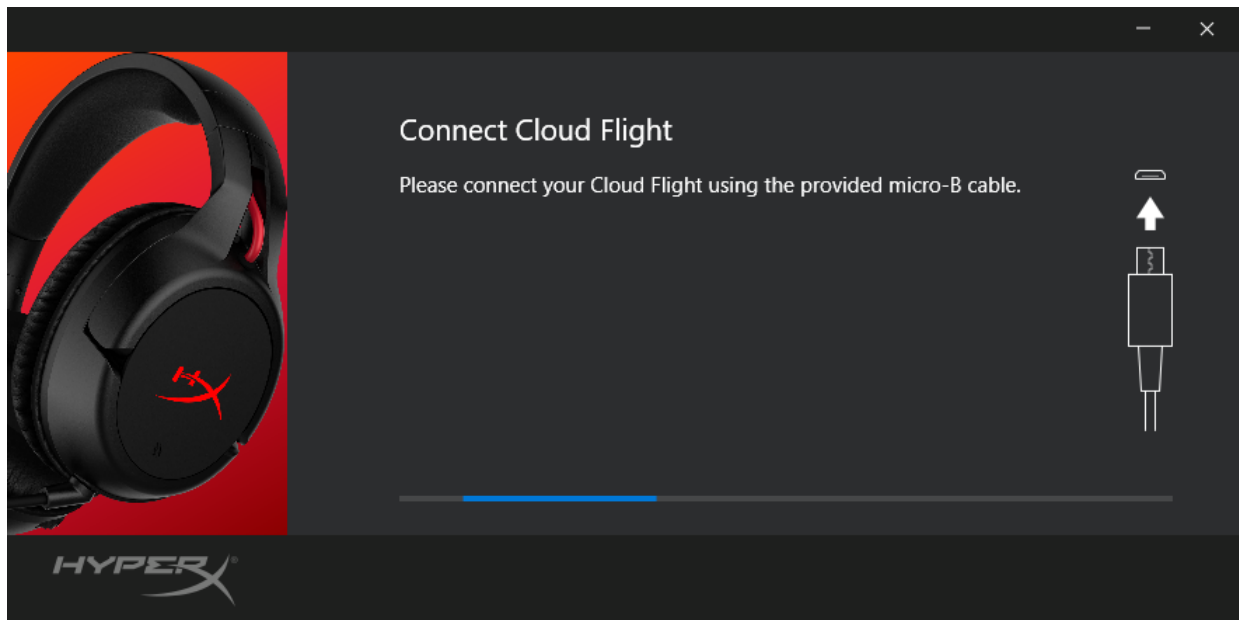 Connect Cloud Flight
Please connect your Cloud Flight using the provided micro-B cable.
HYPERX®